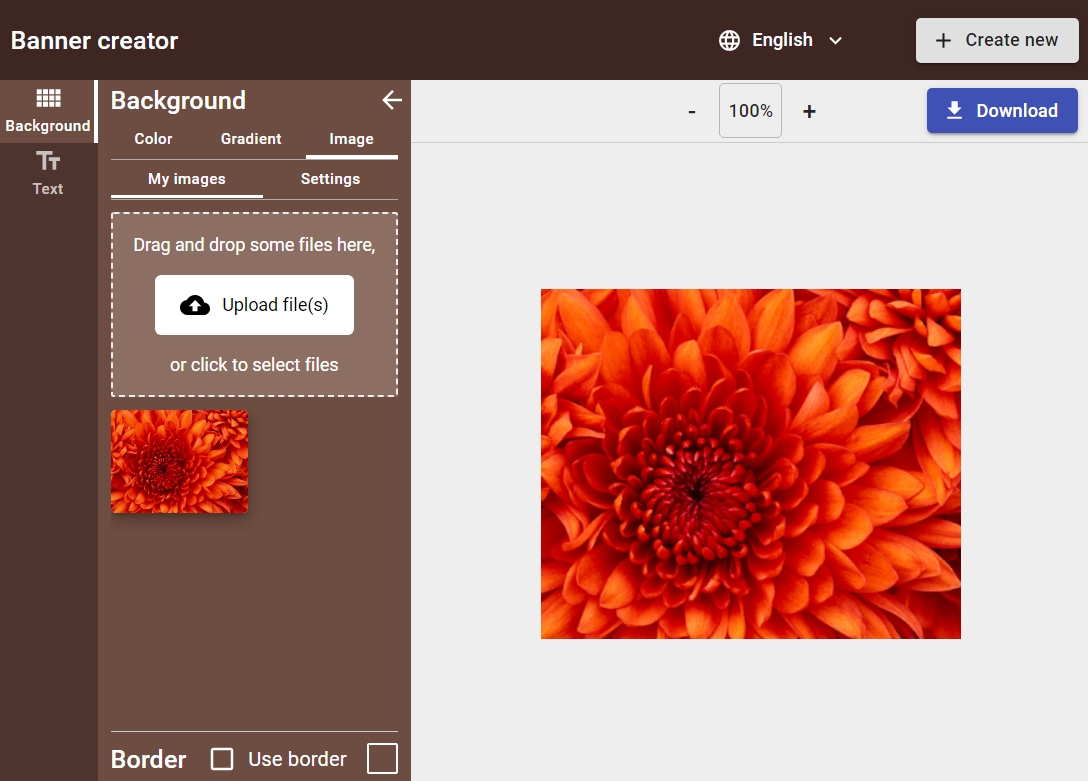 Banner creator
English
Create new
Background
Text
Background
Color Gradient Image
My images Settings
Drag and drop some files here,
Upload file(s)
or click to select files
Border Use border
- 100% +
Download